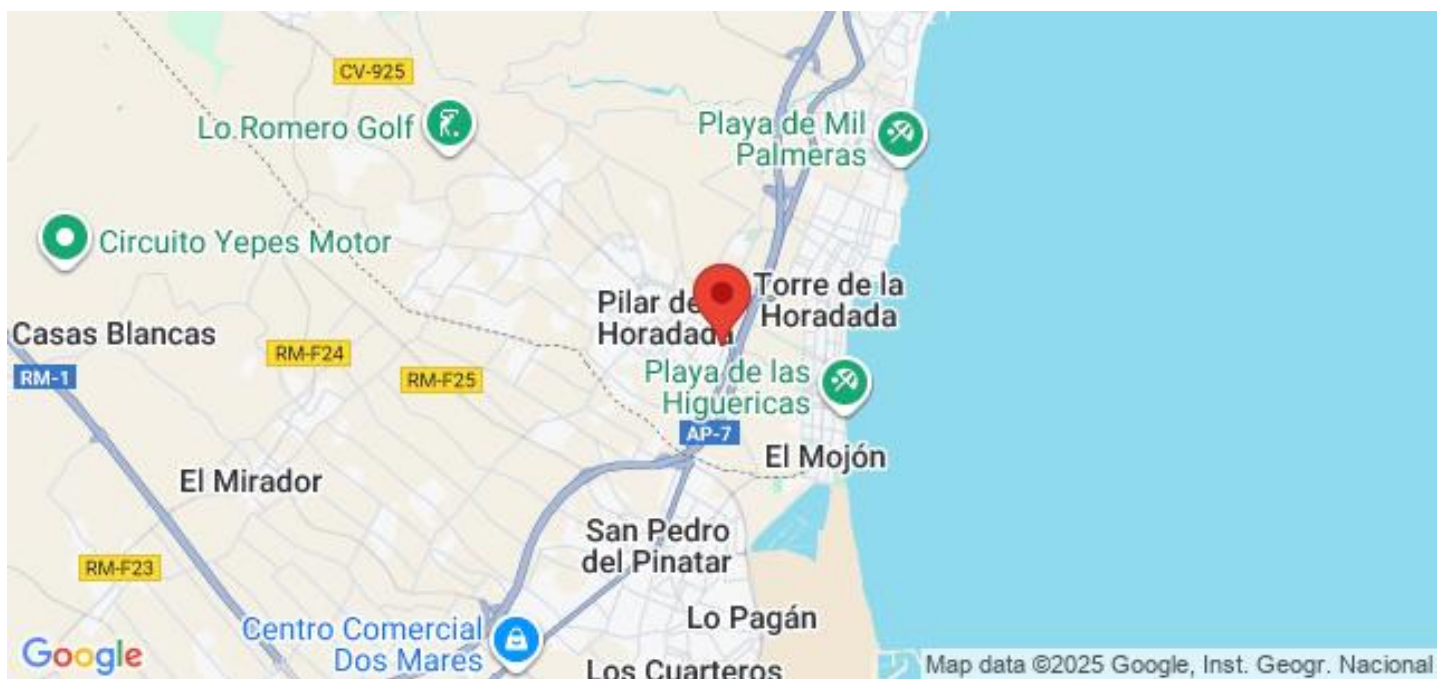 CV-925
Lo Romero Golf
Playa de Mil
Palmeras
Circuito Yepes Motor
Torre de la
Horadada
Pilar de
Horadada
Casas Blancas
RM-F24
RM-1
RM-F25
Playa de las
Higuericas
AP-7
El Mojón
El Mirador
San Pedro
del Pinatar
RM-F23
Lo Pagán
Centro Comercial
Dos Mares
Los Cuarteros
Google
Map data ©2025 Google, Inst. Geogr. Nacional